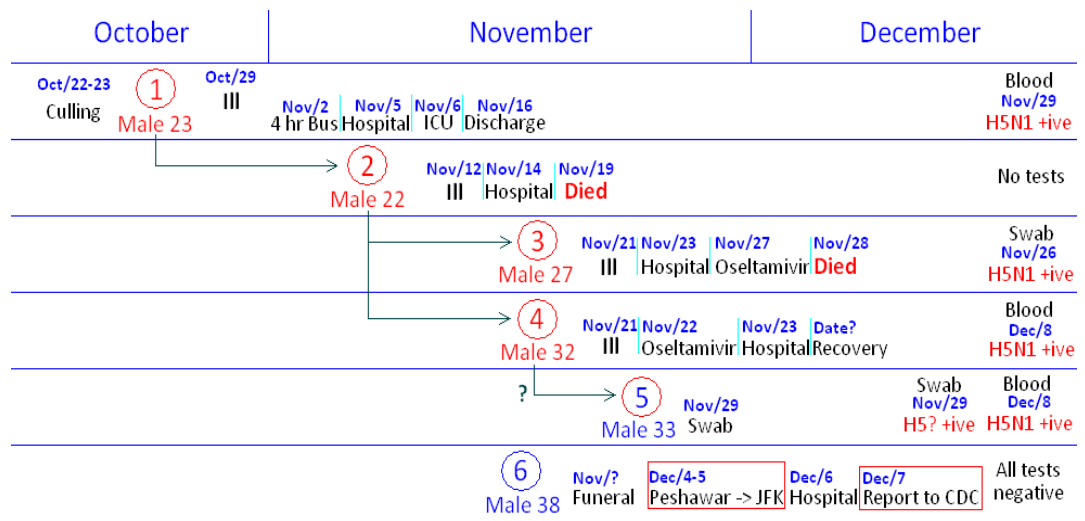 October November December
Oct/22-23 Oct/29 Blood
Culling 1 Ill Nov/2 Nov/5 Nov/6 Nov/16 Nov/29
Male 23 4 hr Bus Hospital ICU Discharge H5N1 +ive
2 Nov/12 Nov/14 Nov/19 No tests
Male 22 Ill Hospital Died
3 Nov/21 Nov/23 Nov/27 Nov/28 Swab
Nov/26
Male 27 Ill Hospital Oseltamivir Died H5N1 +ive
4 Nov/21 Nov/22 Nov/23 Date? Blood
Dec/8
Male 32 Ill Oseltamivir Hospital Recovery H5N1 +ive
? 5 Nov/29 Swab Blood
Nov/29 Dec/8
Male 33 Swab H5? +ive H5N1 +ive
6 Nov/? Dec/4-5 Dec/6 Dec/7 All tests
Male 38 Funeral Peshawar -> JFK Hospital Report to CDC negative